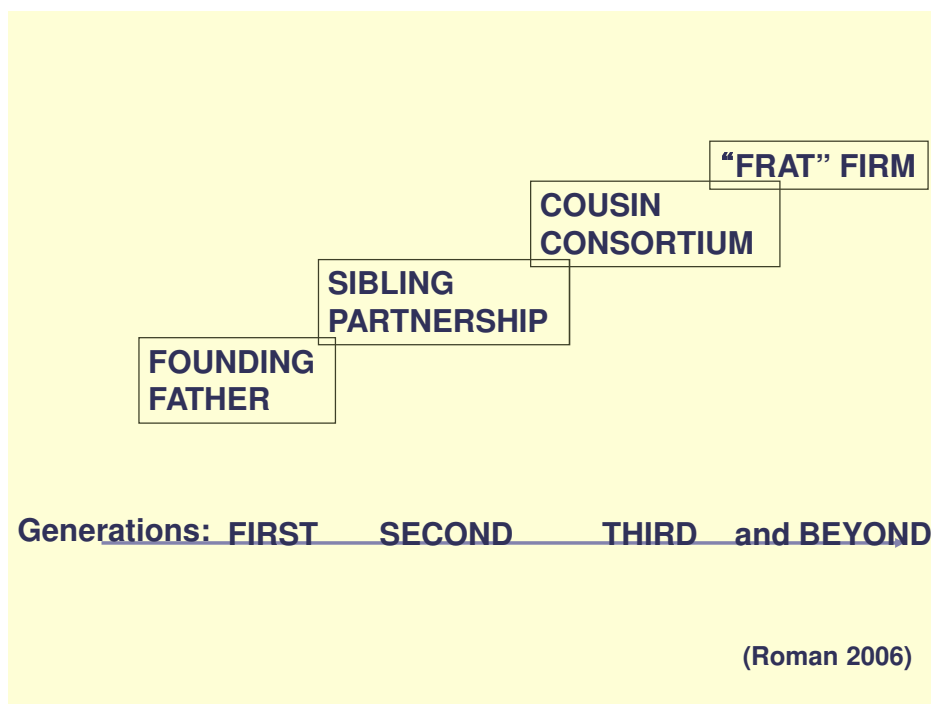 “FRAT” FIRM
COUSIN
CONSORTIUM
SIBLING
PARTNERSHIP
FOUNDING
FATHER
Generations: FIRST SECOND THIRD and BEYOND
(Roman 2006)